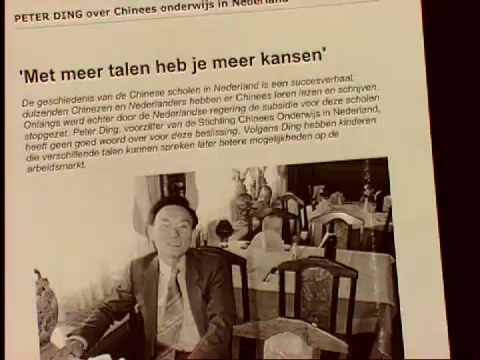 PETER DING over Chinees onderwijs in Nederland
'Met meer talen heb je meer kansen'
De geschiedenis van de Chinese scholen in Nederland is een succesverhaal.
duizenden Chinezen en Nederlanders hebben er Chinees leren lezen en schrijven.
Onlangs werd echter door de Nederlandse regering de subsidie voor deze scholen
stopgezet. Peter Ding, voorzitter van de Stichting Chinees Onderwijs in Nederland,
heeft geen goed woord over voor deze beslissing. Volgens Ding hebben kinderen
die verschillende talen kunnen spreken later betere mogelijkheden op de
arbeidsmarkt.